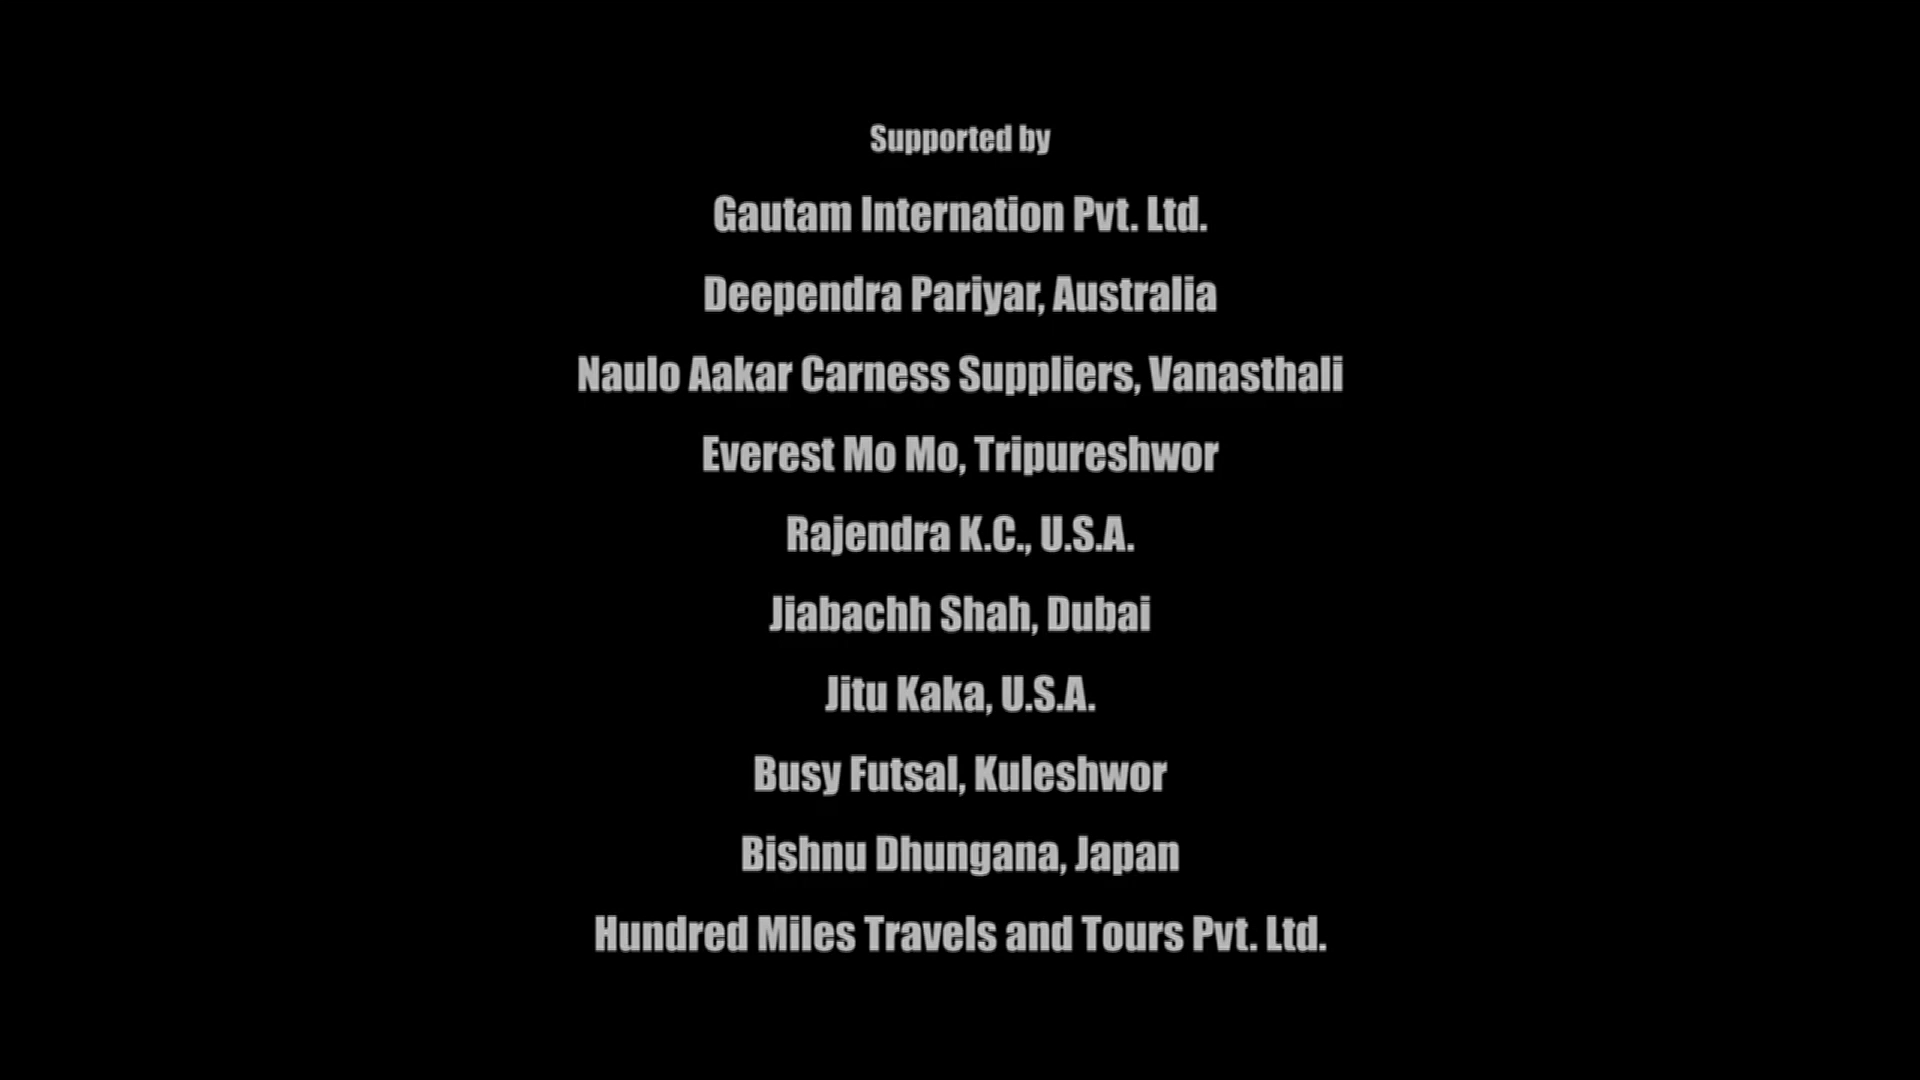 Supported by
Gautam Internation Pvt. Ltd.
Deependra Pariyar, Australia
Naulo Aakar Carness Suppliers, Vanasthali
Everest Mo Mo, Tripureshwor
Rajendra K.C., U.S.A.
Jiabachh Shah, Dubai
Jitu Kaka, U.S.A.
Busy Futsal, Kuleshwor
Bishnu Dhungana, Japan
Hundred Miles Travels and Tours Pvt. Ltd.